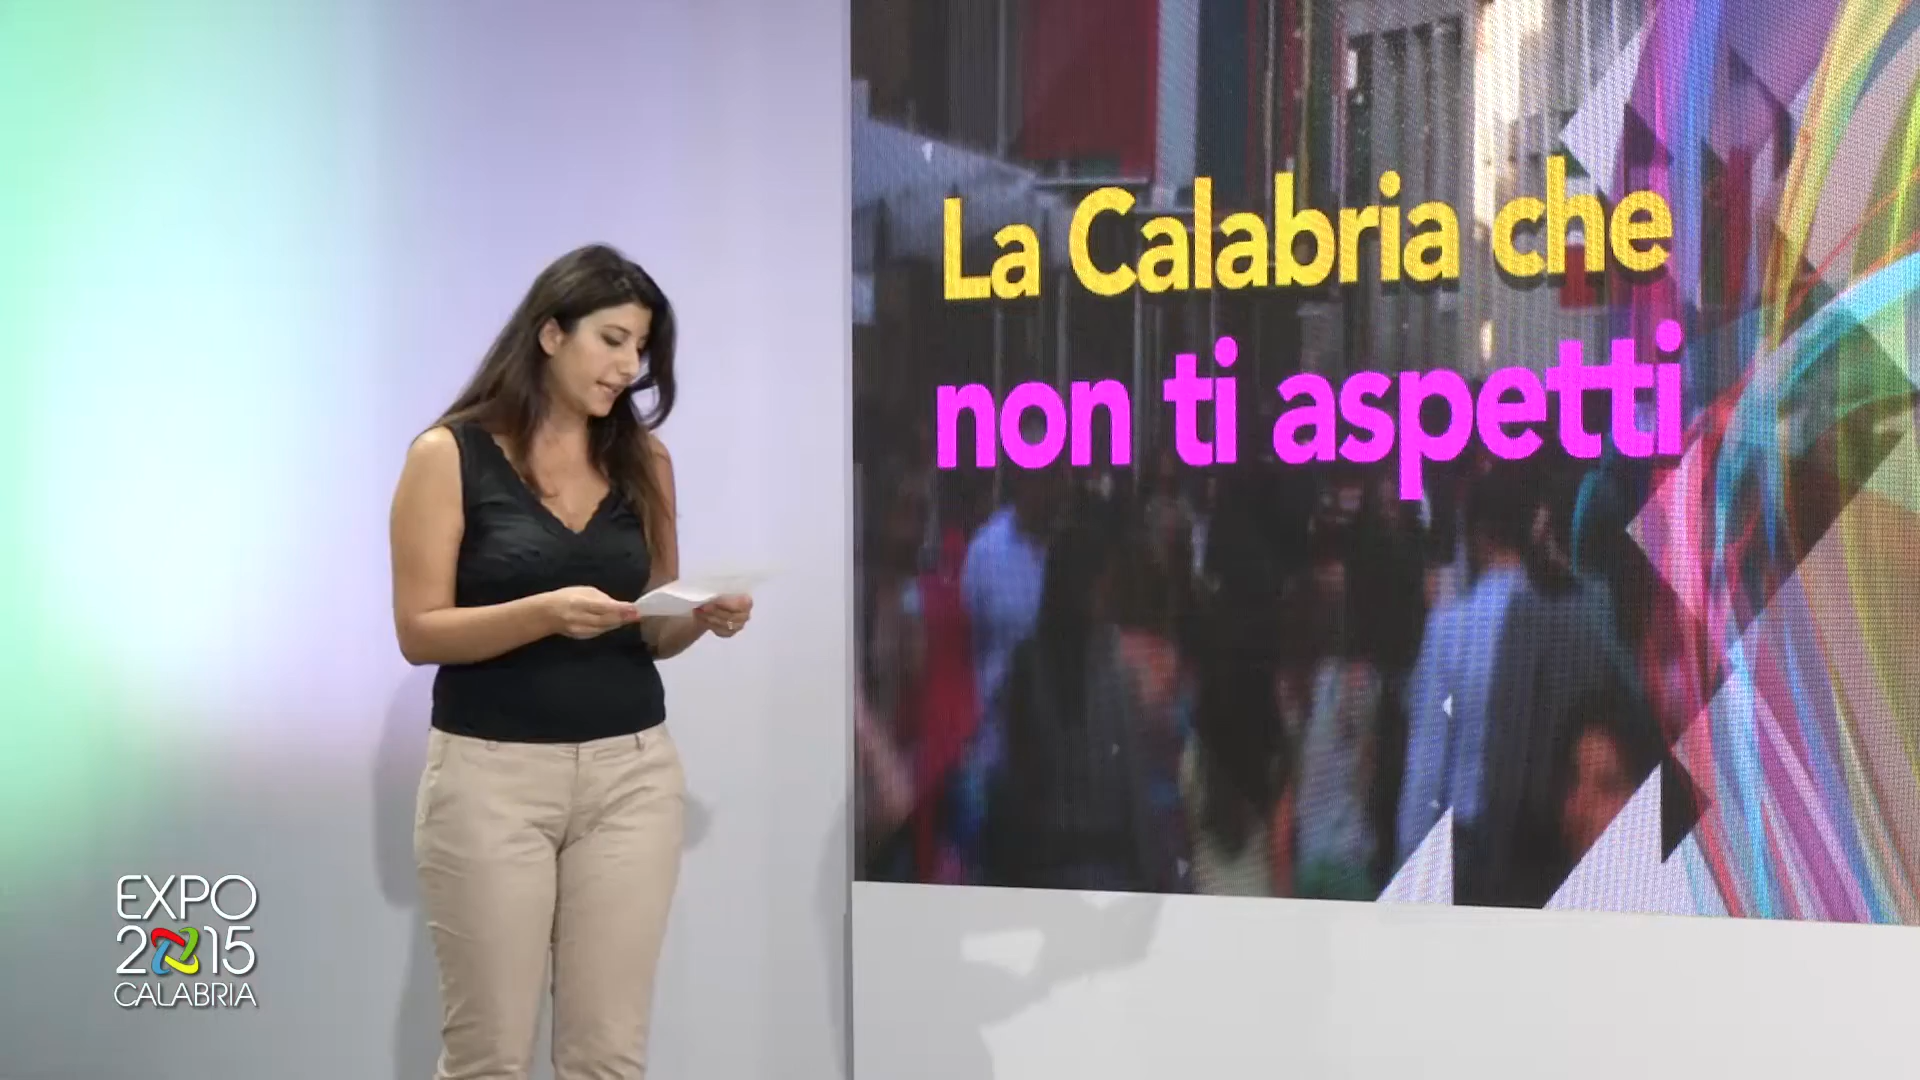 La Calabria che
non ti aspetti
EXPO
2015
CALABRIA